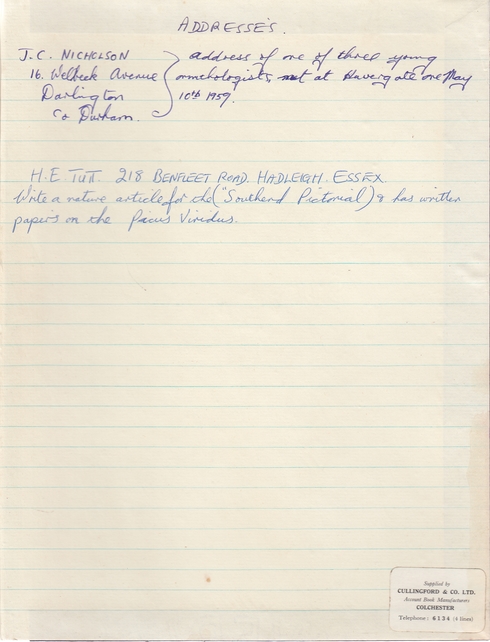 ADDRESSES.
J.C. NICHOLSON
16. Welbeck Avenue
Darlington
Co Durham.
address of one of three young
ornithologists, met at Havergate one May
10th 1959.
H.E. TUTT. 218 BENFLEET ROAD. HADLEIGH. ESSEX.
Write a nature article for the ("Southend Pictorial) & has written
papers on the Picus Viridus.
Supplied by
CULLINGFORD & CO. LTD.
Account Book Manufacturers
COLCHESTER
Telephone: 6134 (4 lines)